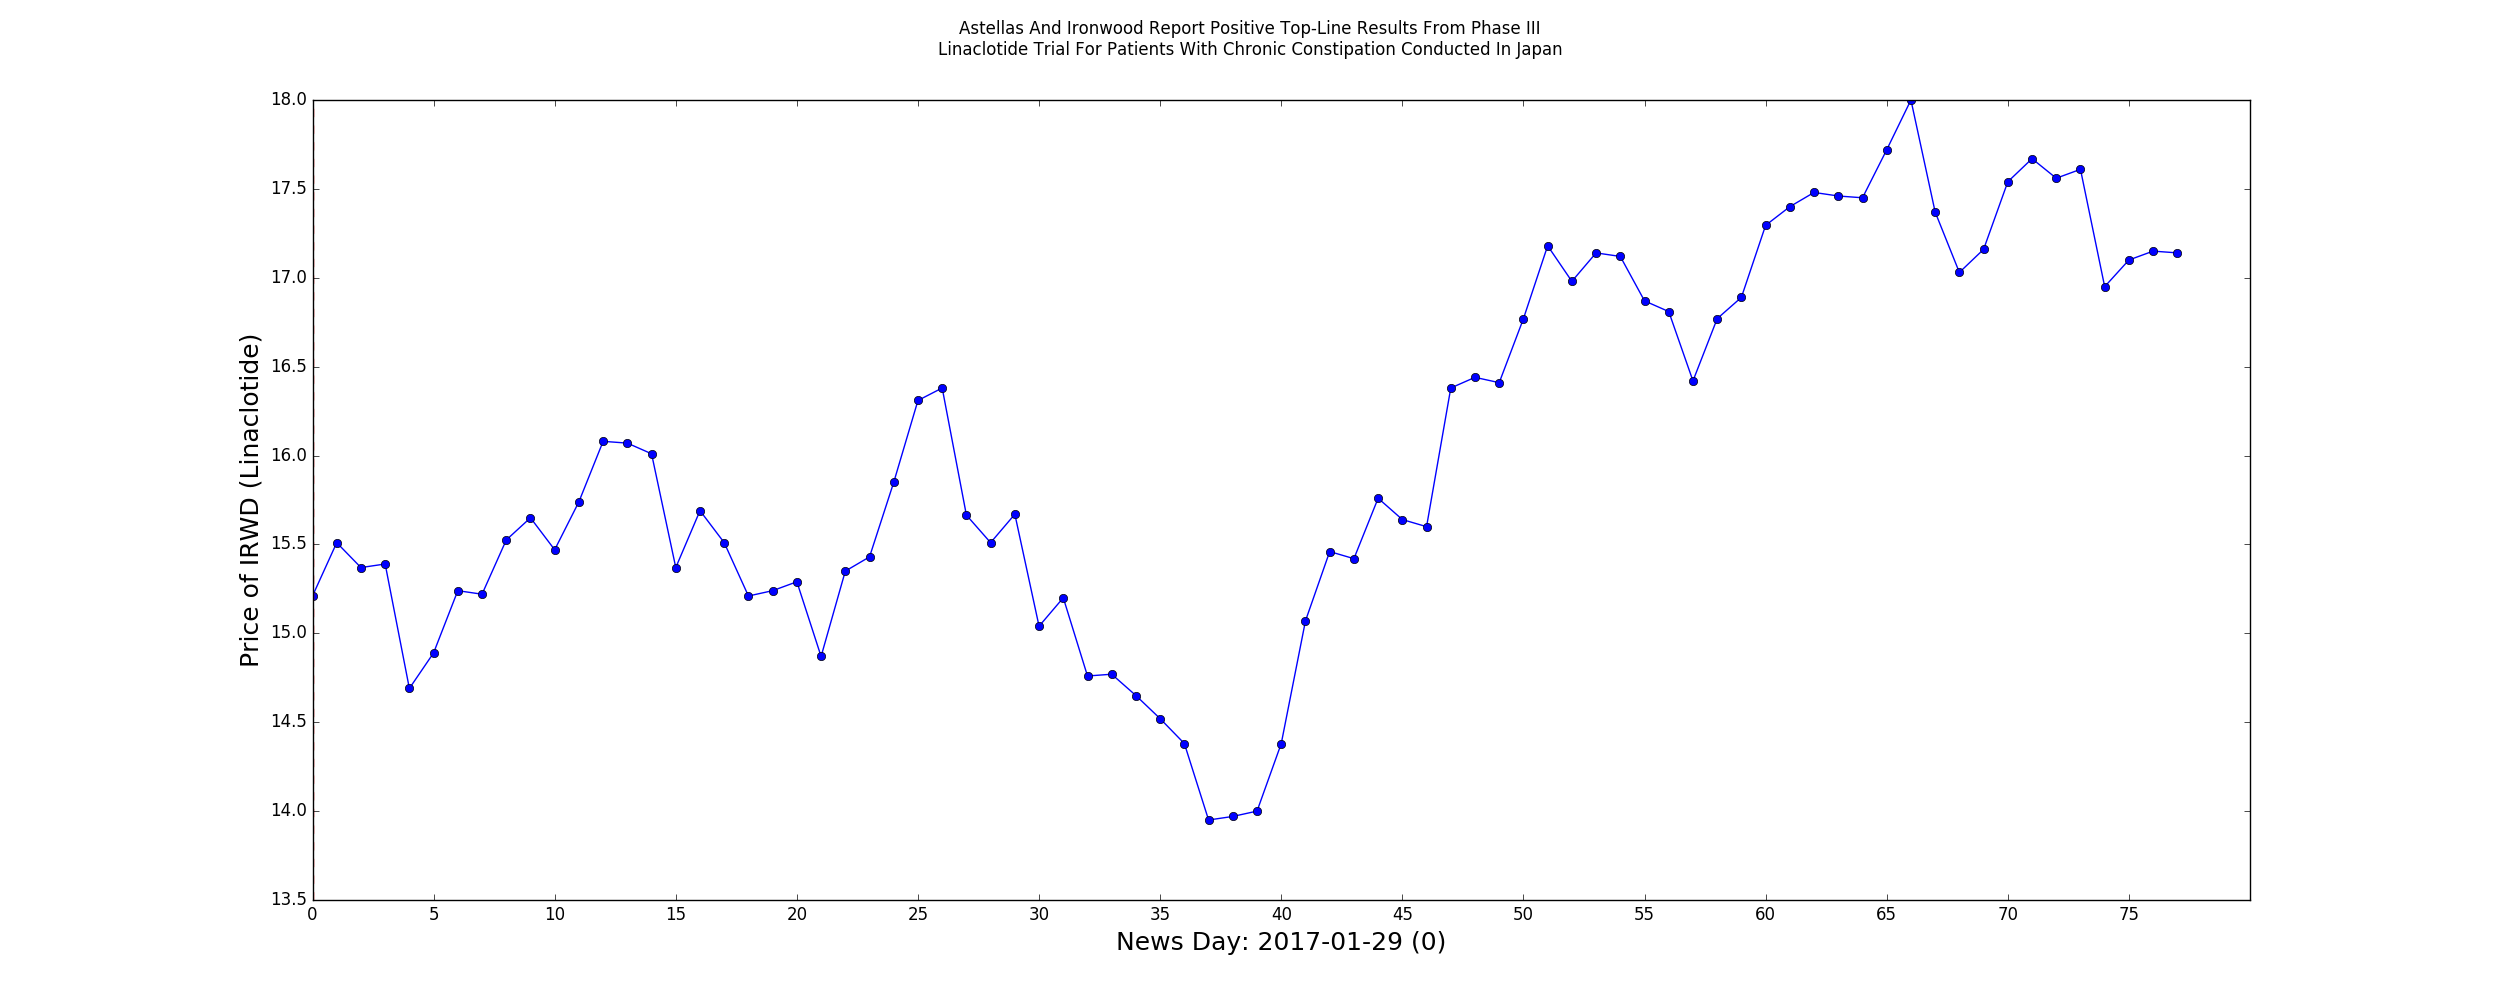 Astellas And Ironwood Report Positive Top-Line Results From Phase III
Linaclotide Trial For Patients With Chronic Constipation Conducted In Japan
18.0
17.5
17.0
16.5
16.0
15.5
15.0
14.5
14.0
13.5
Price of IRWD (Linaclotide)
0 5 10 15 20 25 30 35 40 45 50 55 60 65 70 75
News Day: 2017-01-29 (0)